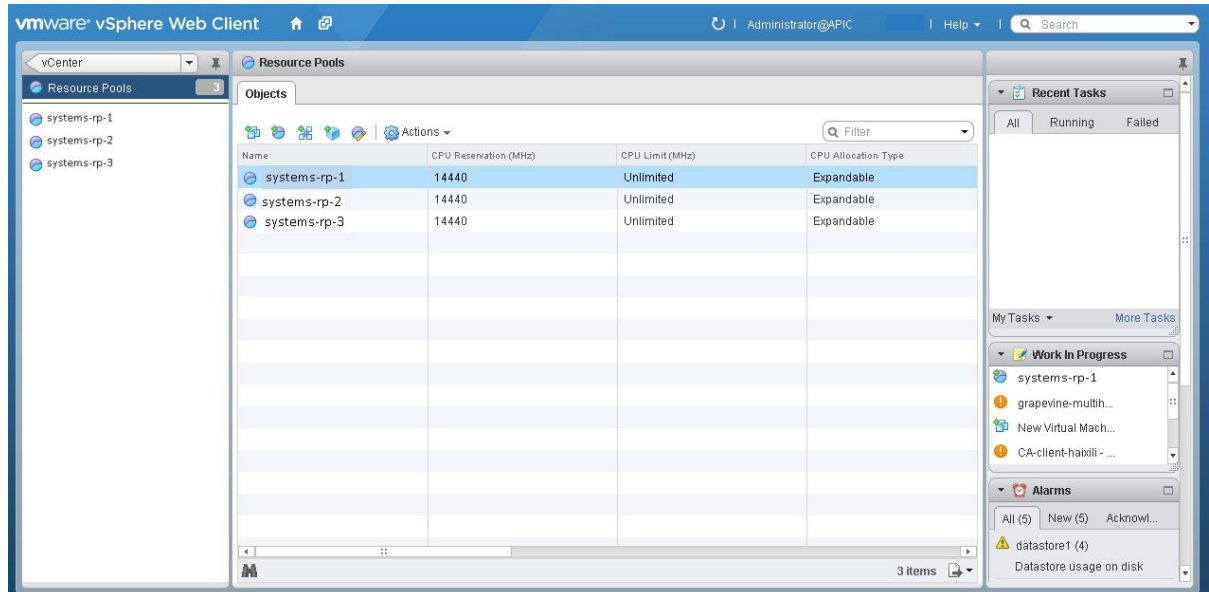 vmware® vSphere Web Client
Administrator@APIC
Help
Search
vCenter
Resource Pools 3
systems-rp-1
systems-rp-2
systems-rp-3
Resource Pools
Objects
Actions
Filter
Name CPU Reservation (MHz) CPU Limit (MHz) CPU Allocation Type
systems-rp-1 14440 Unlimited Expandable
systems-rp-2 14440 Unlimited Expandable
systems-rp-3 14440 Unlimited Expandable
3 items
Recent Tasks
All Running Failed
My Tasks More Tasks
Work In Progress
systems-rp-1
grapevine-multih...
New Virtual Mach...
CA-client-haixili - ...
Alarms
All (5) New (5) Acknowl...
datastore1 (4)
Datastore usage on disk